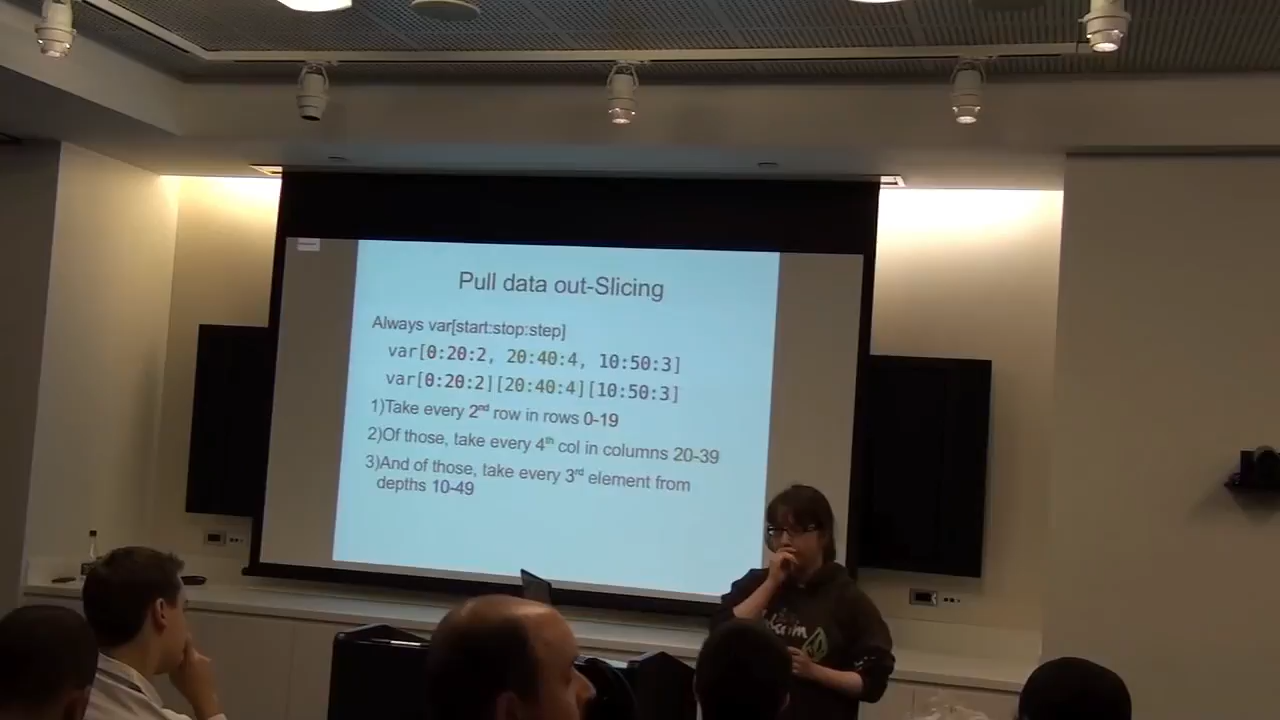 Pull data out-Slicing
Always var[start:stop:step]
var[0:20:2, 20:40:4, 10:50:3]
var[0:20:2][20:40:4][10:50:3]
1)Take every 2nd row in rows 0-19
2)Of those, take every 4th col in columns 20-39
3)And of those, take every 3rd element from
depths 10-49